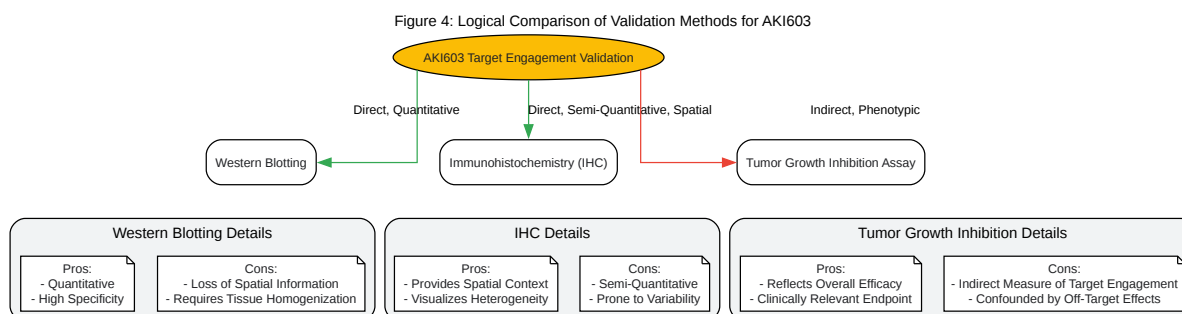 Figure 4: Logical Comparison of Validation Methods for AKI603
AKI603 Target Engagement Validation
Direct, Quantitative
Direct, Semi-Quantitative, Spatial
Indirect, Phenotypic
Western Blotting
Immunohistochemistry (IHC)
Tumor Growth Inhibition Assay
Western Blotting Details
Pros:
- Quantitative
- High Specificity
Cons:
- Loss of Spatial Information
- Requires Tissue Homogenization
IHC Details
Pros:
- Provides Spatial Context
- Visualizes Heterogeneity
Cons:
- Semi-Quantitative
- Prone to Variability
Tumor Growth Inhibition Details
Pros:
- Reflects Overall Efficacy
- Clinically Relevant Endpoint
Cons:
- Indirect Measure of Target Engagement
- Confounded by Off-Target Effects